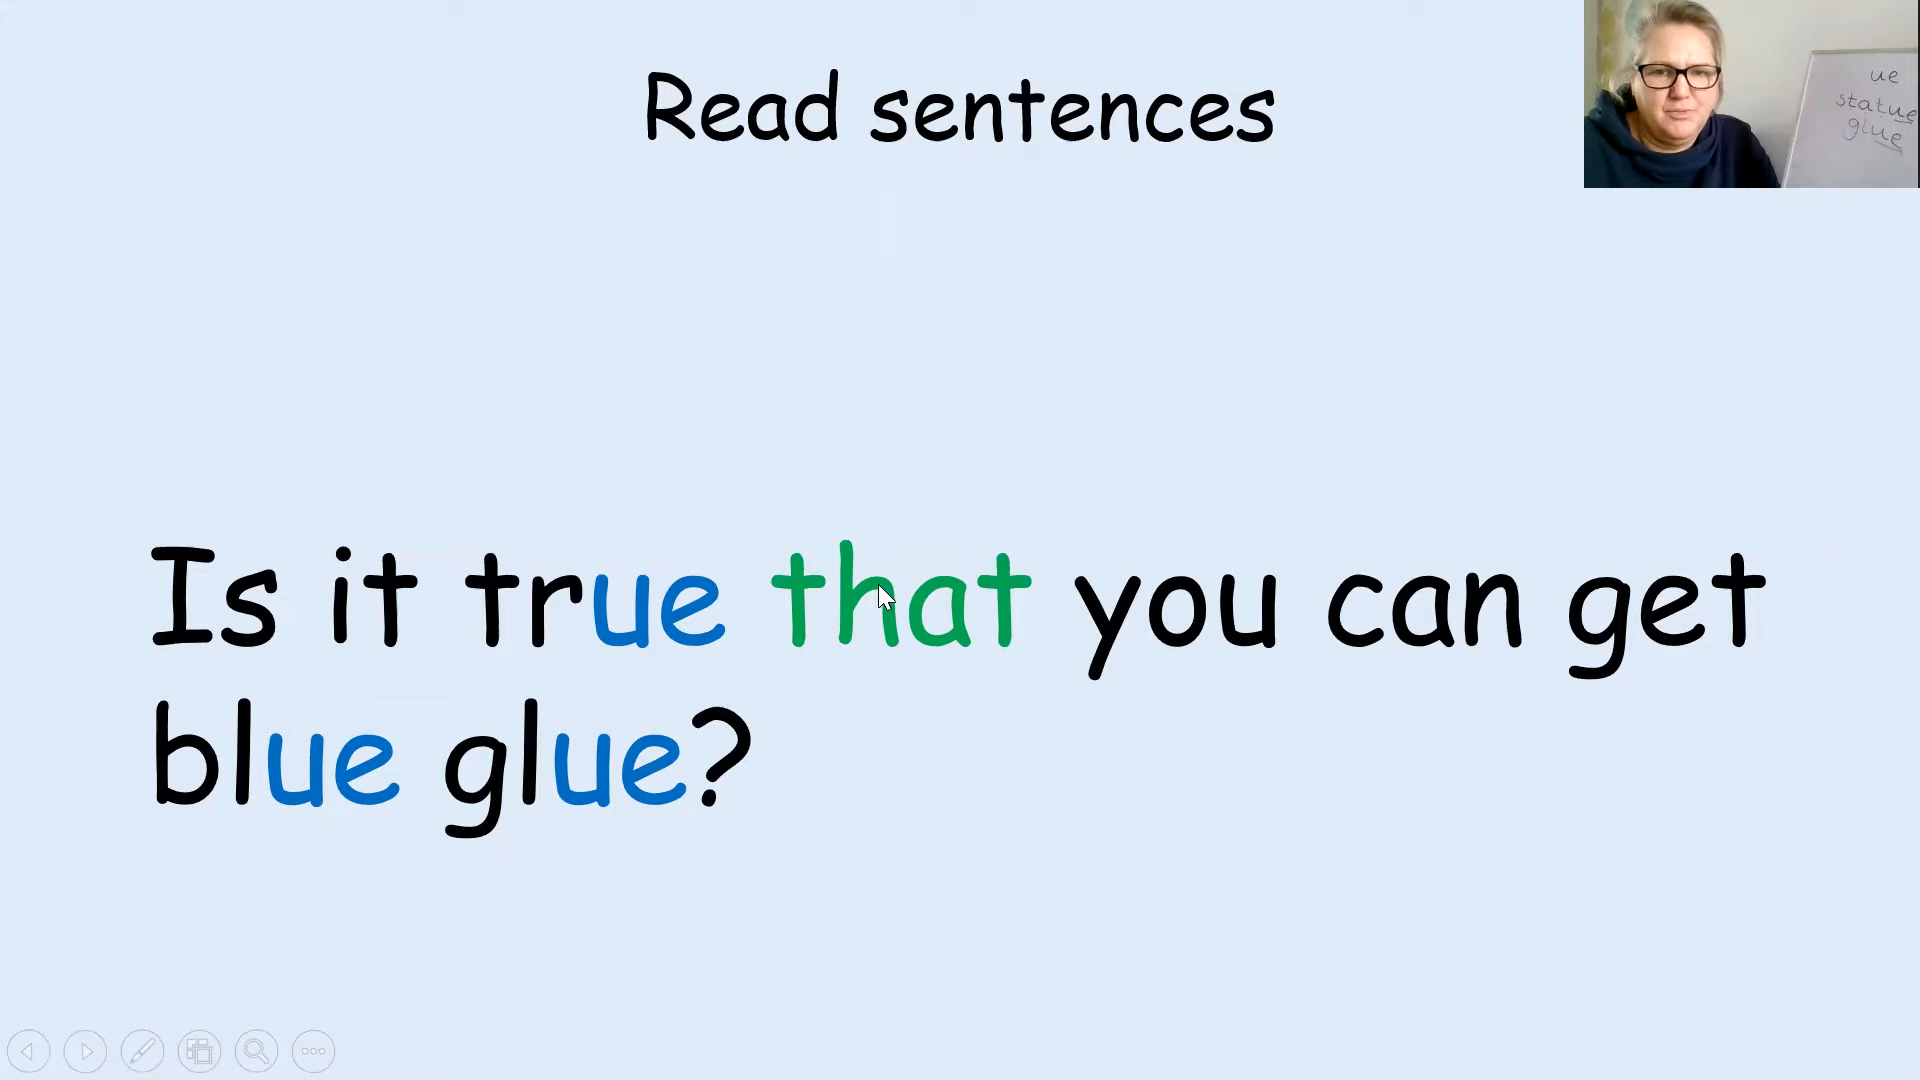 Read sentences
ue
statue
glue
Is it true that you can get
blue glue?